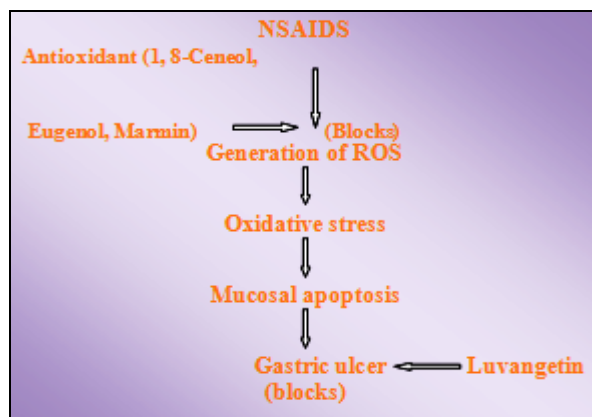 NSAIDS
Antioxidant (1, 8-Ceneol,
Eugenol, Marmin) (Blocks)
Generation of ROS
Oxidative stress
Mucosal apoptosis
Gastric ulcer Luvangetin
(blocks)